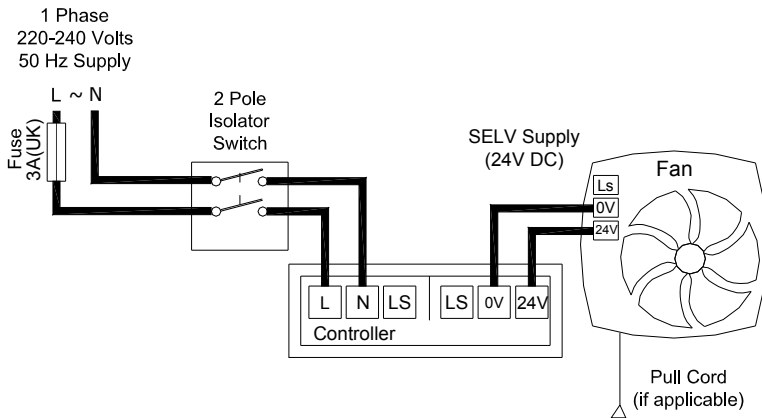 1 Phase
220-240 Volts
50 Hz Supply
L ~ N
Fuse
3A(UK)
2 Pole
Isolator
Switch
SELV Supply
(24V DC)
Fan
Ls
0V
24V
L N LS LS 0V 24V
Controller
Pull Cord
(if applicable)